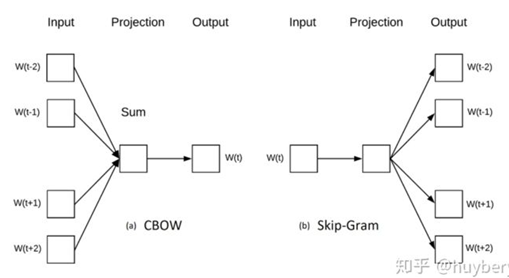 Input Projection Output
W(t-2)
W(t-1)
Sum
W(t)
W(t+1)
W(t+2)
(a) CBOW
Input Projection Output
W(t-2)
W(t-1)
W(t)
W(t+1)
W(t+2)
(b) Skip-Gram
知乎 @huybery